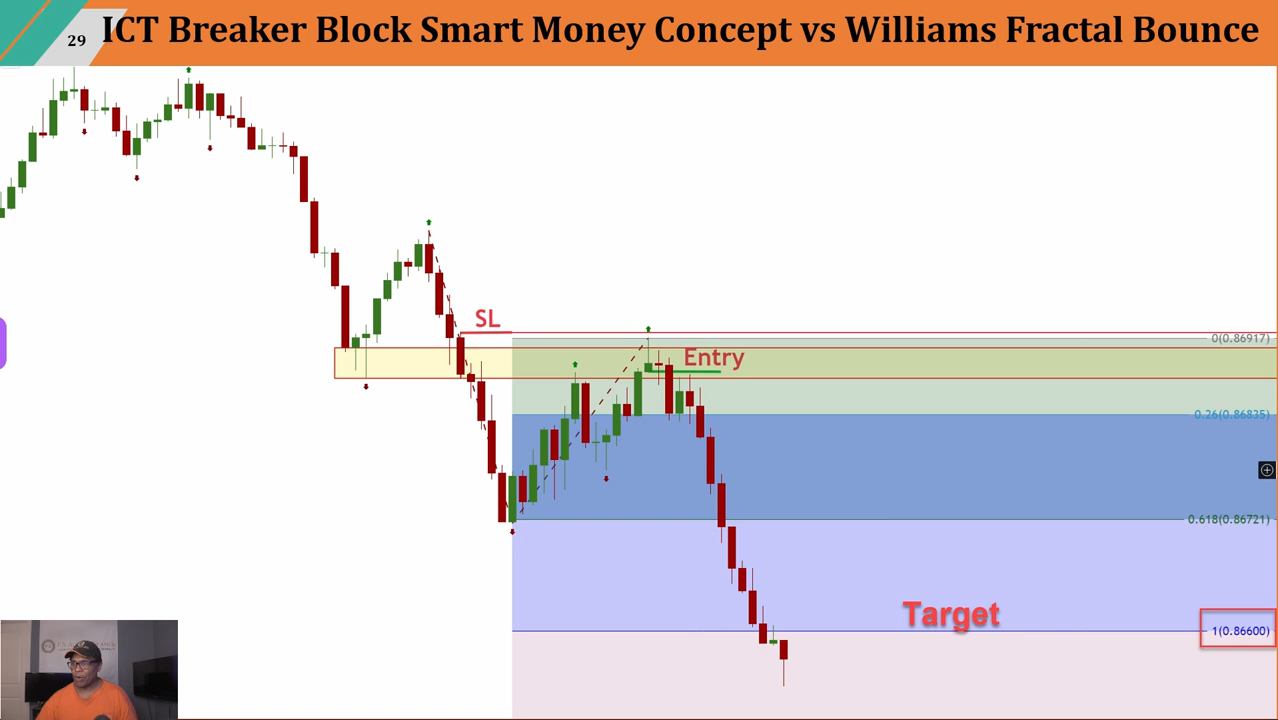 29
ICT Breaker Block Smart Money Concept vs Williams Fractal Bounce
SL
0(0.86917)
Entry
0.26(0.86835)
0.618(0.86721)
Target
1(0.86600)